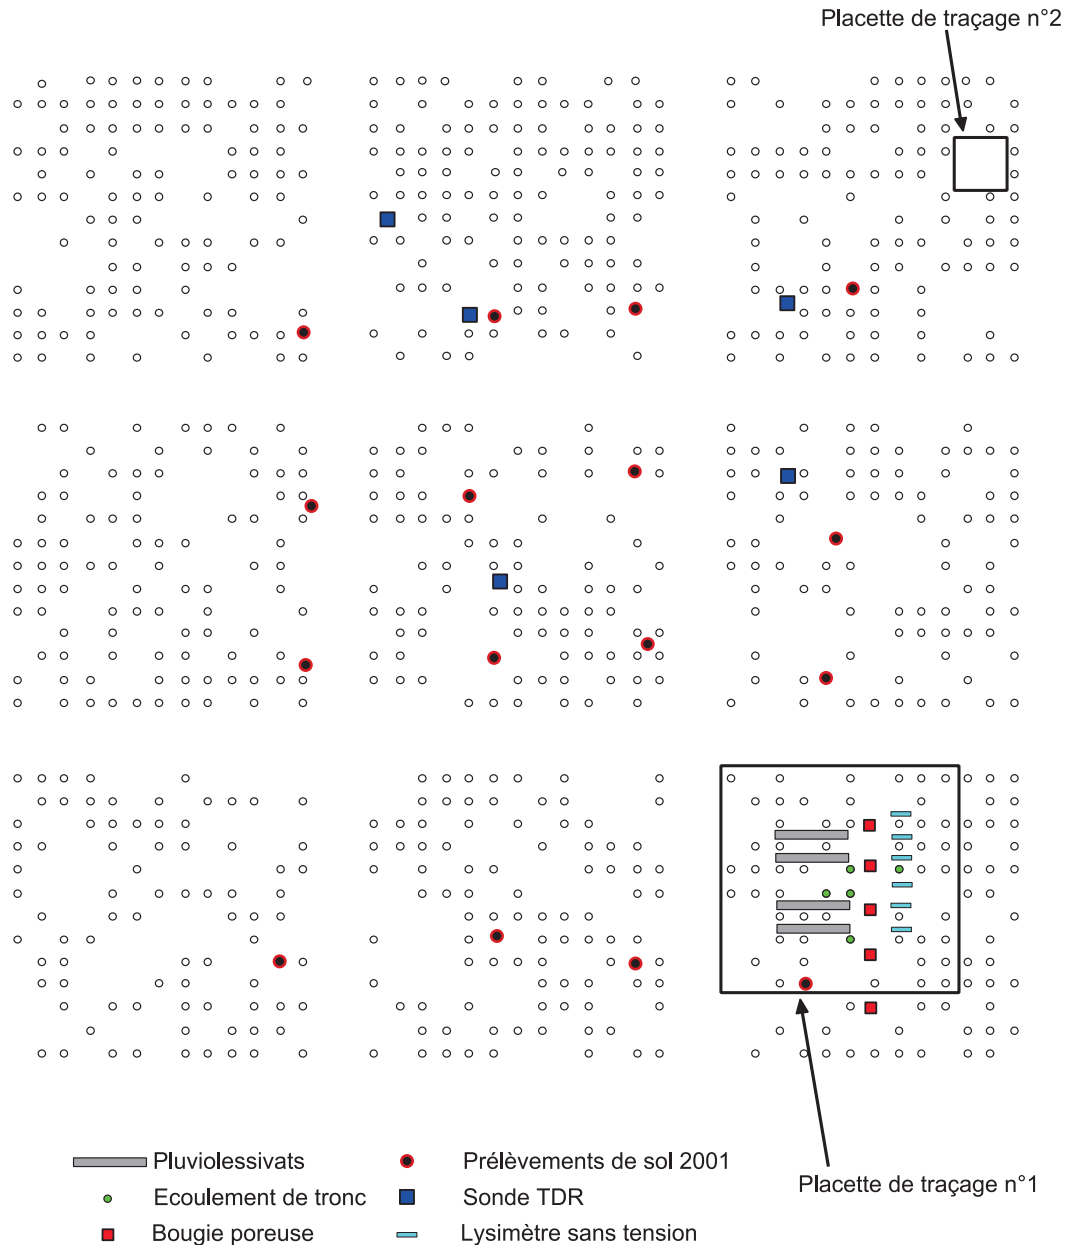 Placette de traçage n°2
Pluviolessivats
Prélèvements de sol 2001
Placette de traçage n°1
Ecoulement de tronc
Sonde TDR
Bougie poreuse
Lysimètre sans tension